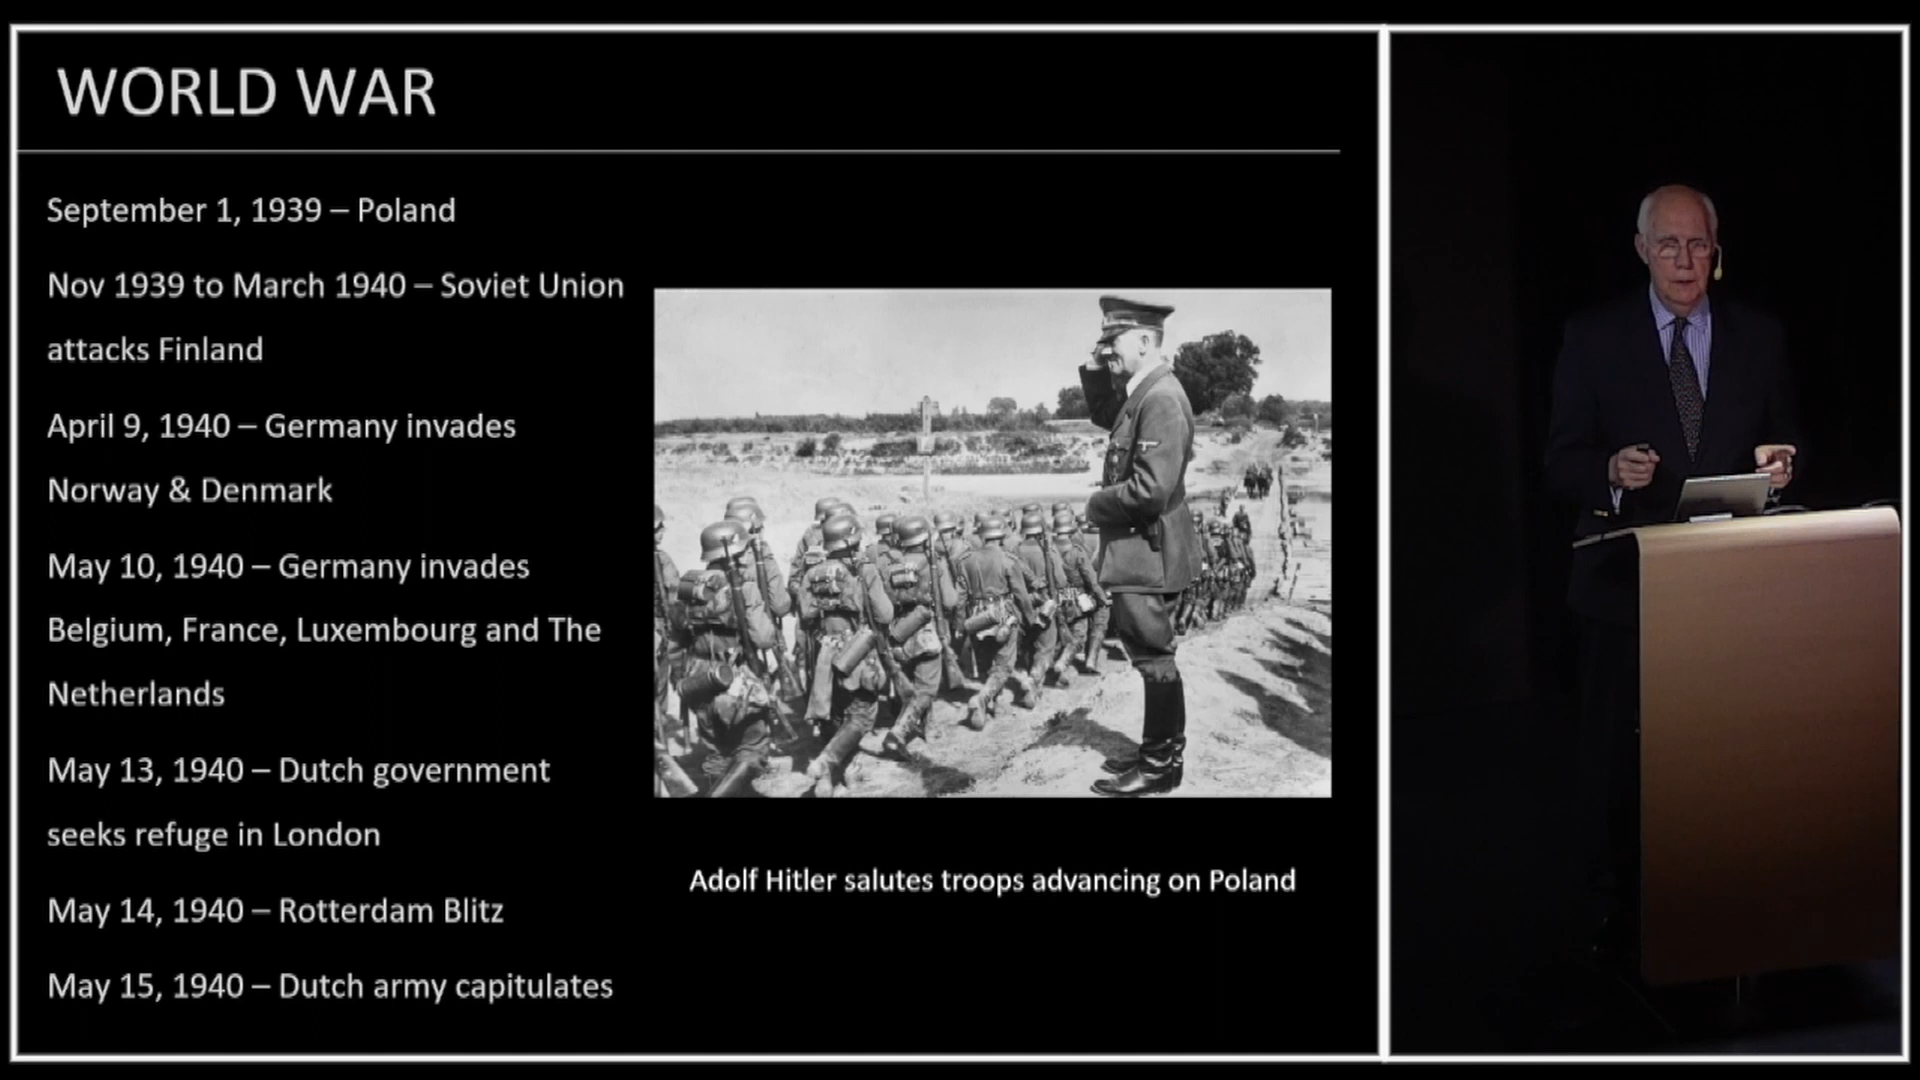 WORLD WAR
September 1, 1939 – Poland
Nov 1939 to March 1940 – Soviet Union
attacks Finland
April 9, 1940 – Germany invades
Norway & Denmark
May 10, 1940 – Germany invades
Belgium, France, Luxembourg and The
Netherlands
May 13, 1940 – Dutch government
seeks refuge in London
May 14, 1940 – Rotterdam Blitz
May 15, 1940 – Dutch army capitulates
Adolf Hitler salutes troops advancing on Poland